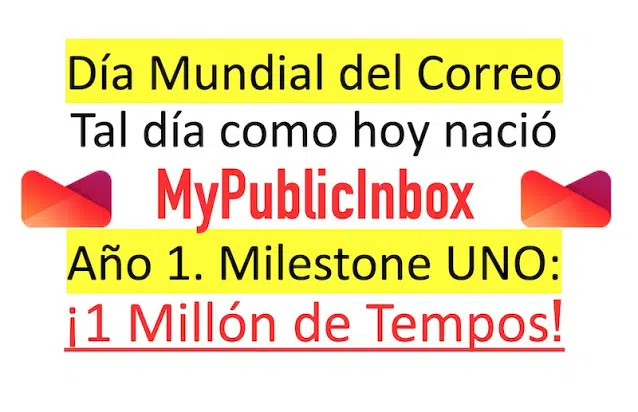 Día Mundial del Correo
Tal día como hoy nació
MyPublicInbox
Año 1. Milestone UNO:
¡1 Millón de Tempos!